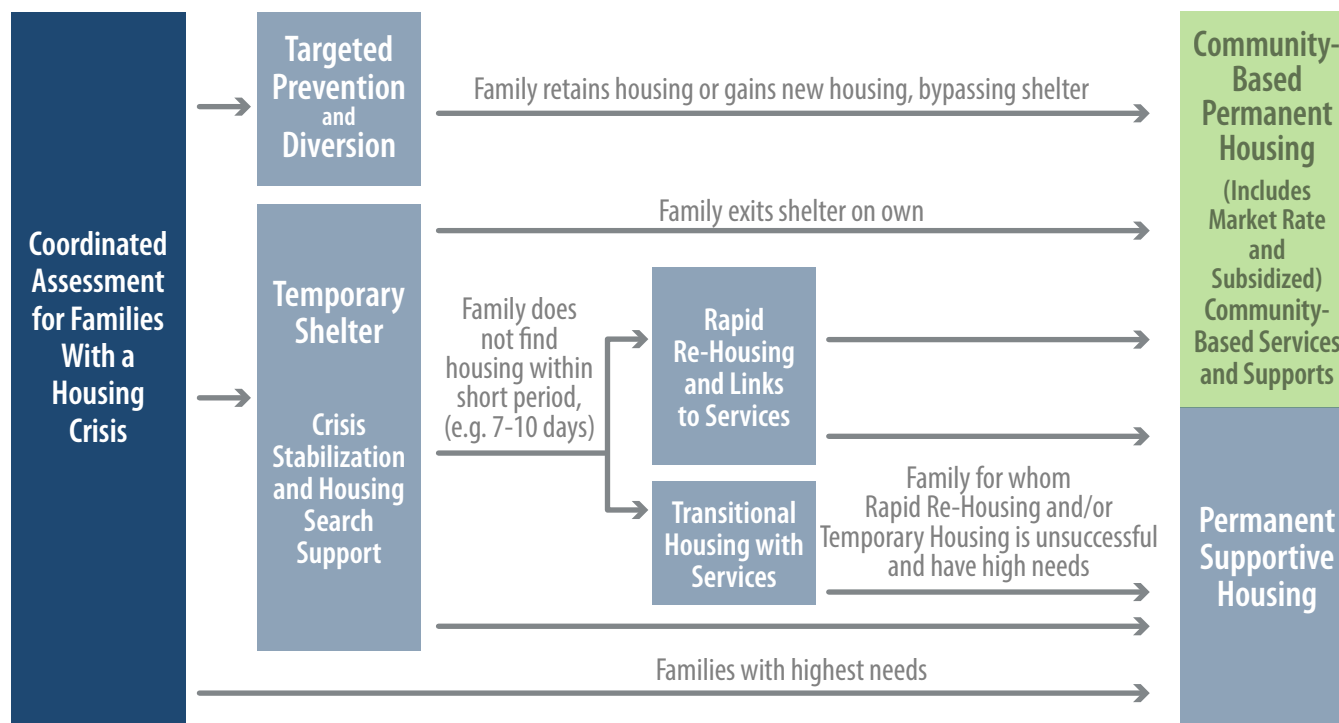 Coordinated
Assessment
for Families
With a
Housing
Crisis
Targeted
Prevention
and
Diversion
Family retains housing or gains new housing, bypassing shelter
Temporary
Shelter
Crisis
Stabilization
and Housing
Search
Support
Family exits shelter on own
Family does
not find
housing within
short period,
(e.g. 7-10 days)
Rapid
Re-Housing
and Links
to Services
Transitional
Housing with
Services
Family for whom
Rapid Re-Housing and/or
Temporary Housing is unsuccessful
and have high needs
Families with highest needs
Community-
Based
Permanent
Housing
(Includes
Market Rate
and
Subsidized)
Community-
Based Services
and Supports
Permanent
Supportive
Housing